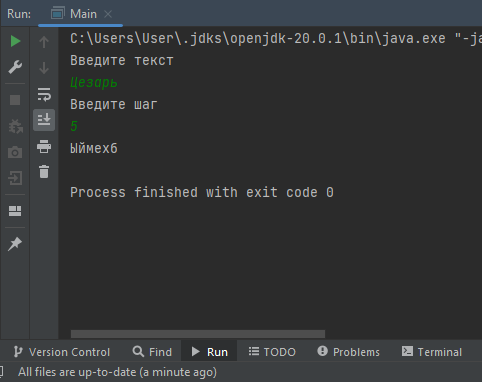 Run: Main
C:\Users\User\.jdks\openjdk-20.0.1\bin\java.exe "-ja
Введите текст
Цезарь
Введите шаг
5
Ыймехб
Process finished with exit code 0
Version Control Find Run TODO Problems Terminal
All files are up-to-date (a minute ago)